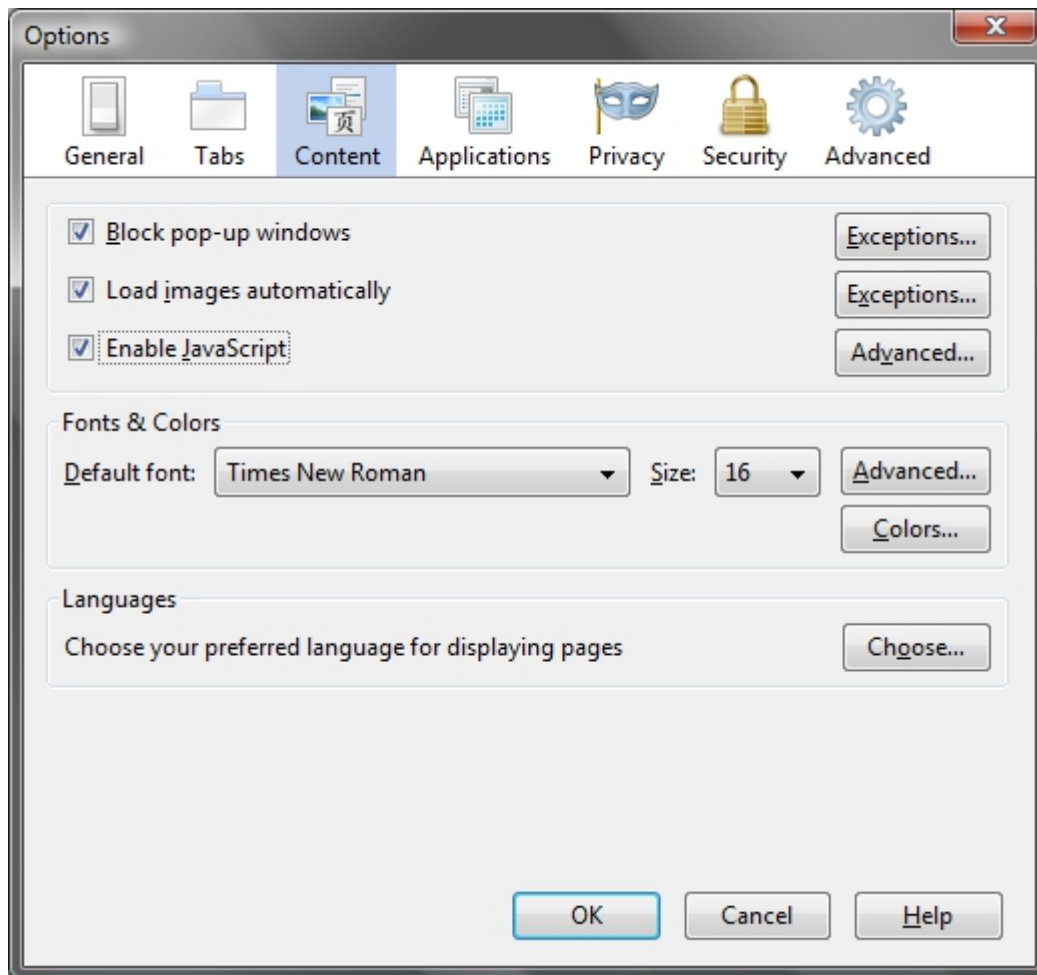 Options
页
General Tabs Content Applications Privacy Security Advanced
Block pop-up windows Exceptions...
Load images automatically Exceptions...
Enable JavaScript Advanced...
Fonts & Colors
Default font: Times New Roman Size: 16 Advanced...
Colors...
Languages
Choose your preferred language for displaying pages Choose...
OK Cancel Help